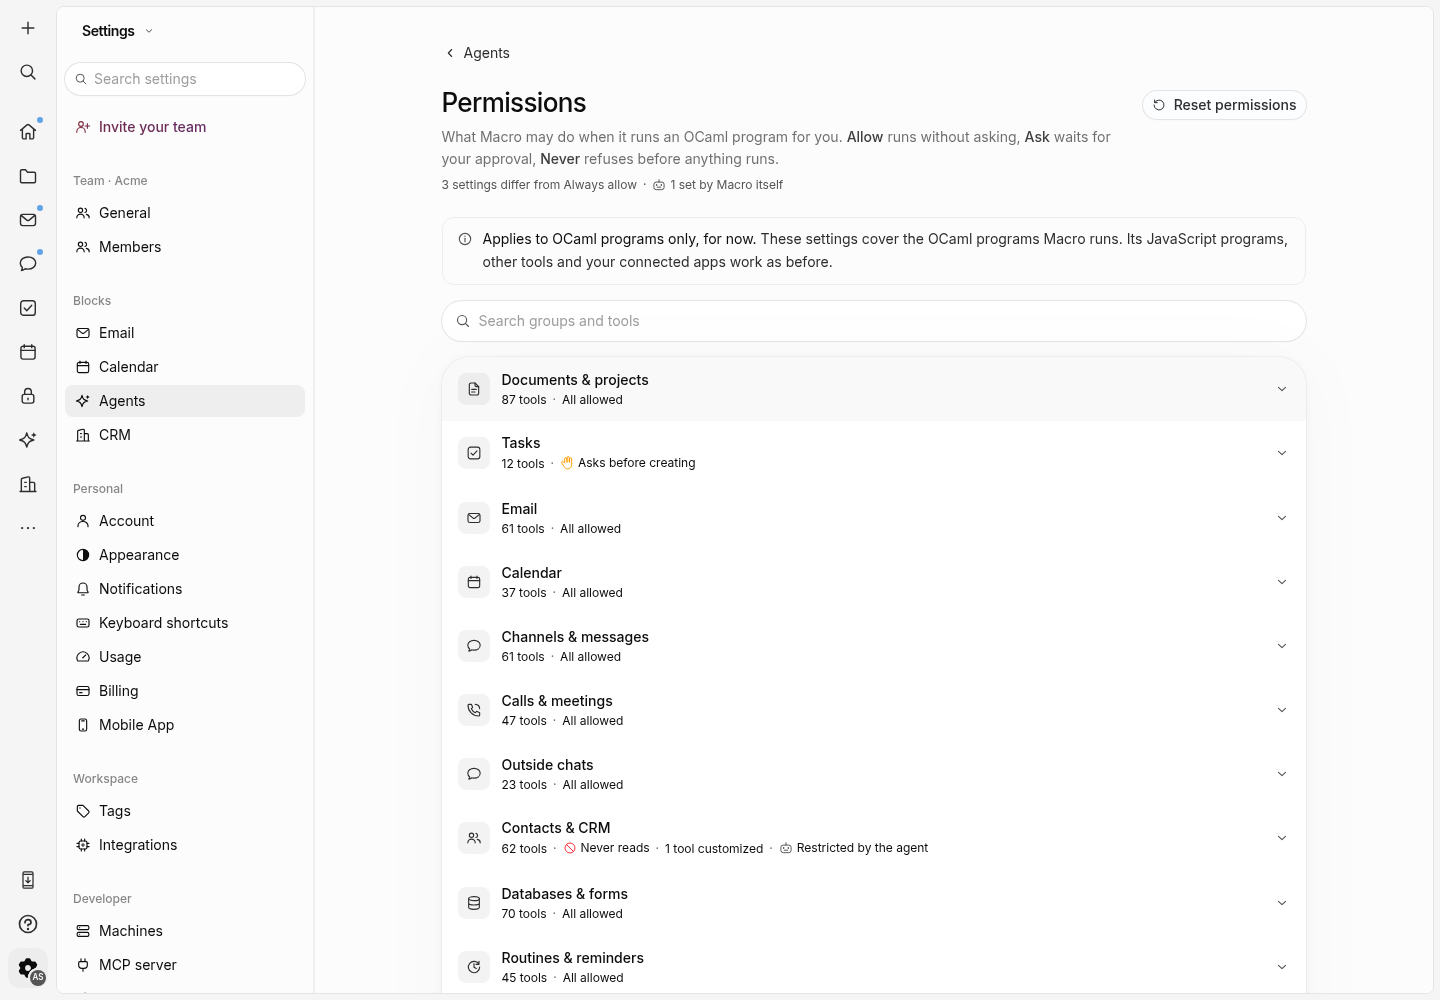 Settings
Search settings
Invite your team
Team · Acme
General
Members
Blocks
Email
Calendar
Agents
CRM
Personal
Account
Appearance
Notifications
Keyboard shortcuts
Usage
Billing
Mobile App
Workspace
Tags
Integrations
Developer
Machines
MCP server
AS
Agents
Permissions
Reset permissions
What Macro may do when it runs an OCaml program for you. Allow runs without asking, Ask waits for
your approval, Never refuses before anything runs.
3 settings differ from Always allow · 1 set by Macro itself
Applies to OCaml programs only, for now. These settings cover the OCaml programs Macro runs. Its JavaScript programs,
other tools and your connected apps work as before.
Search groups and tools
Documents & projects
87 tools · All allowed
Tasks
12 tools · Asks before creating
Email
61 tools · All allowed
Calendar
37 tools · All allowed
Channels & messages
61 tools · All allowed
Calls & meetings
47 tools · All allowed
Outside chats
23 tools · All allowed
Contacts & CRM
62 tools · Never reads · 1 tool customized · Restricted by the agent
Databases & forms
70 tools · All allowed
Routines & reminders
45 tools · All allowed